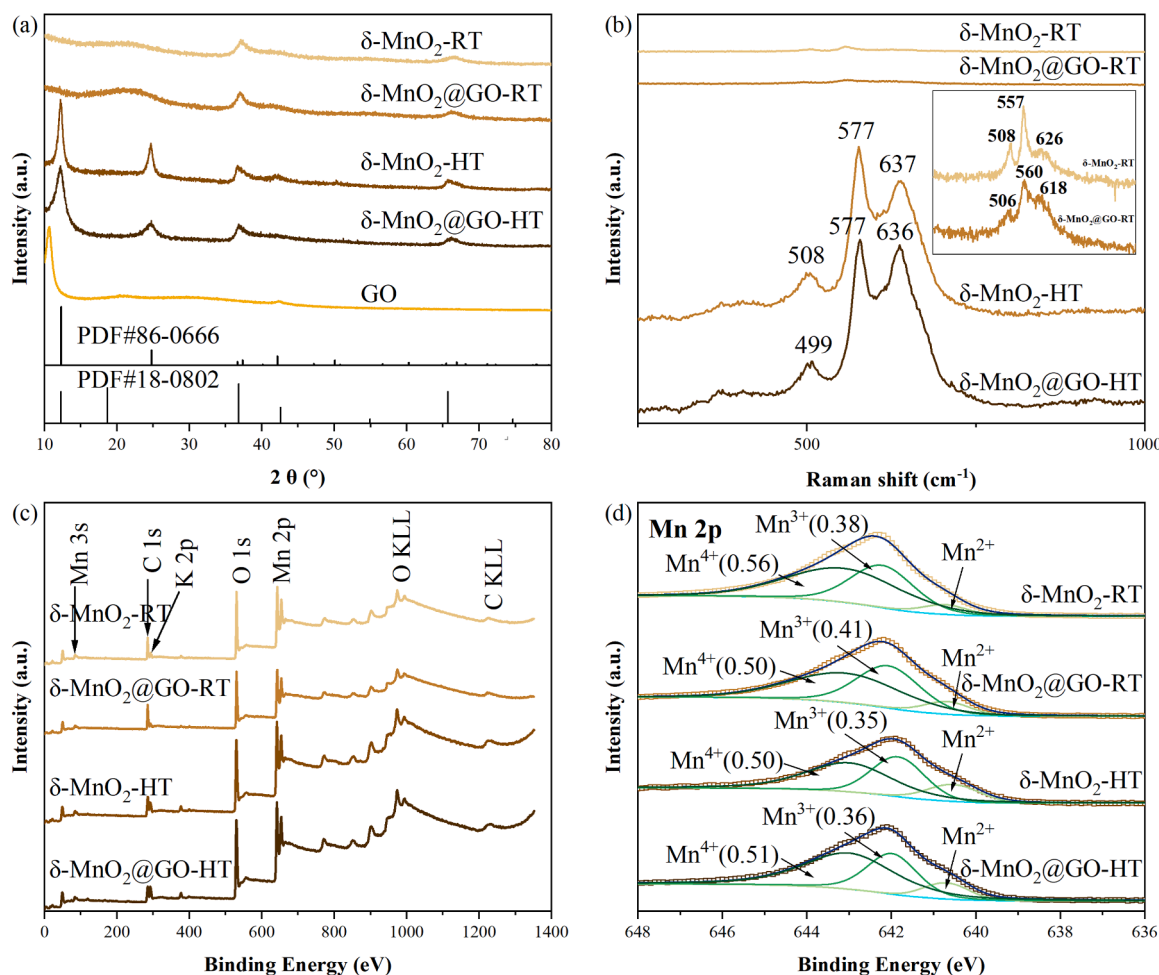 (a)
δ-MnO₂-RT
δ-MnO₂@GO-RT
δ-MnO₂-HT
δ-MnO₂@GO-HT
GO
PDF#86-0666
PDF#18-0802
10 20 30 40 50 60 70 80
2 θ (°)
Intensity (a.u.)
(b)
δ-MnO₂-RT
δ-MnO₂@GO-RT
577
637
508
577
636
499
δ-MnO₂-HT
δ-MnO₂@GO-HT
557
508
626
δ-MnO₂-RT
560
506
618
δ-MnO₂@GO-RT
500 1000
Raman shift (cm⁻¹)
Intensity (a.u.)
(c)
Mn 3s
C 1s
K 2p
O 1s
Mn 2p
O KLL
C KLL
δ-MnO₂-RT
δ-MnO₂@GO-RT
δ-MnO₂-HT
δ-MnO₂@GO-HT
0 200 400 600 800 1000 1200 1400
Binding Energy (eV)
Intensity (a.u.)
(d)
Mn 2p
Mn³⁺(0.38)
Mn⁴⁺(0.56)
Mn²⁺
δ-MnO₂-RT
Mn³⁺(0.41)
Mn⁴⁺(0.50)
Mn²⁺
δ-MnO₂@GO-RT
Mn³⁺(0.35)
Mn⁴⁺(0.50)
Mn²⁺
δ-MnO₂-HT
Mn³⁺(0.36)
Mn⁴⁺(0.51)
Mn²⁺
δ-MnO₂@GO-HT
648 646 644 642 640 638 636
Binding Energy (eV)
Intensity (a.u.)